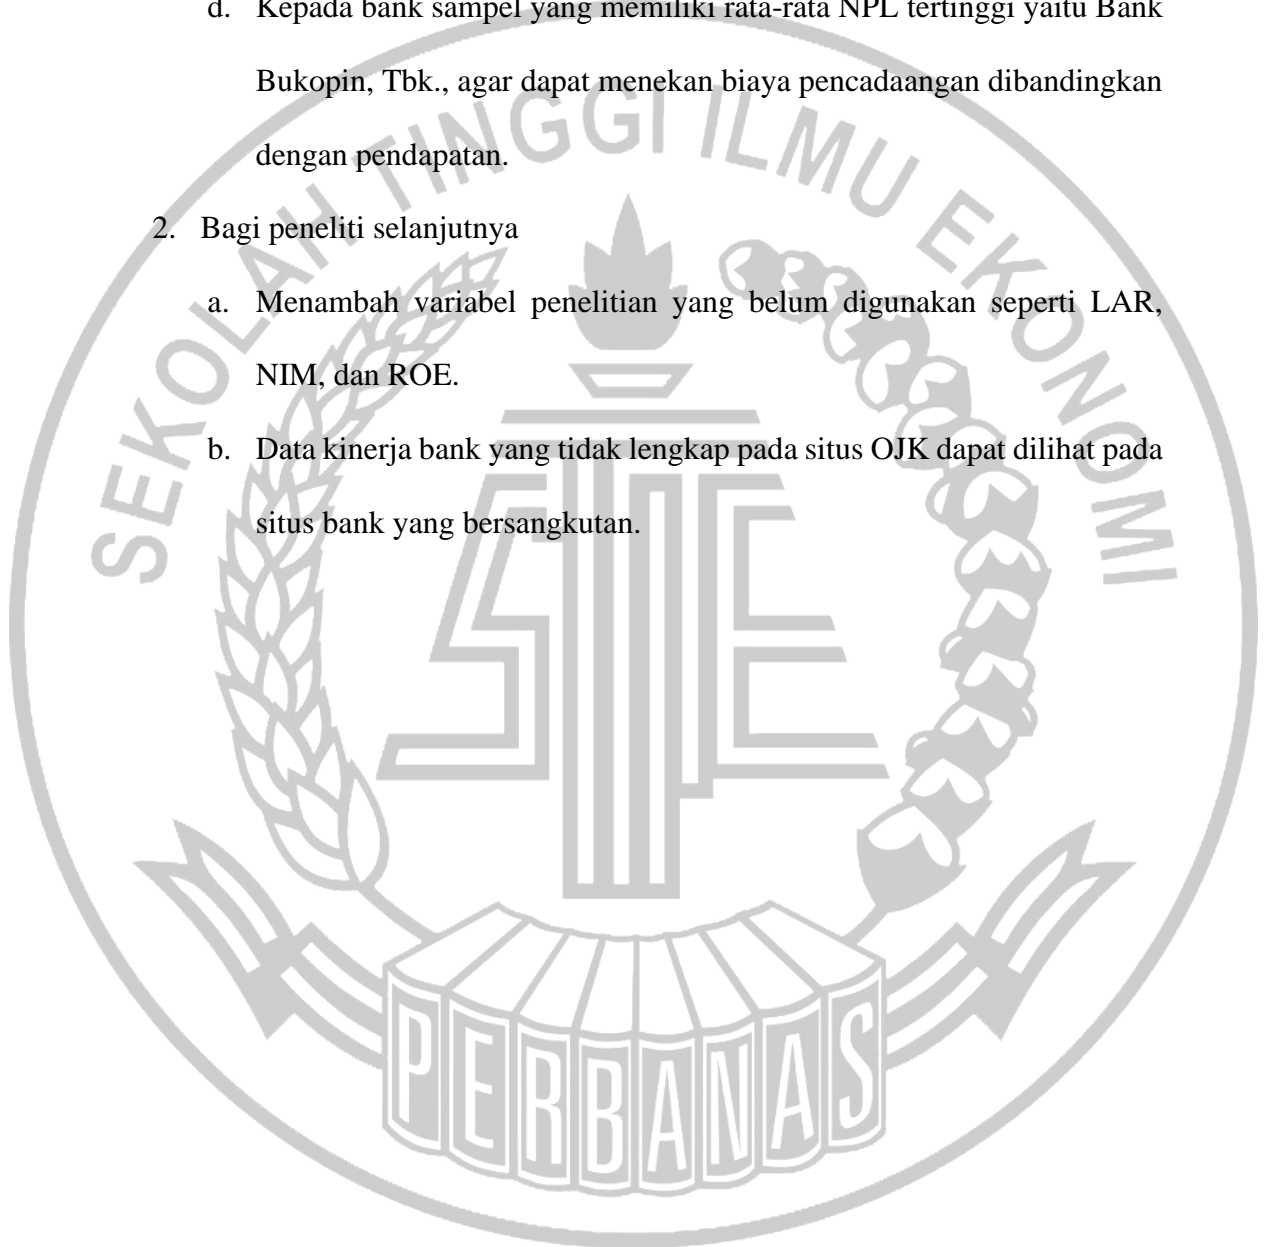 d. Kepada bank sampel yang memiliki rata-rata NPL tertinggi yaitu Bank
Bukopin, Tbk., agar dapat menekan biaya pencadaangan dibandingkan
dengan pendapatan.
2. Bagi peneliti selanjutnya
a. Menambah variabel penelitian yang belum digunakan seperti LAR,
NIM, dan ROE.
b. Data kinerja bank yang tidak lengkap pada situs OJK dapat dilihat pada
situs bank yang bersangkutan.
SEKOLAH TINGGI ILMU EKONOMI
STIE
PERBANAS